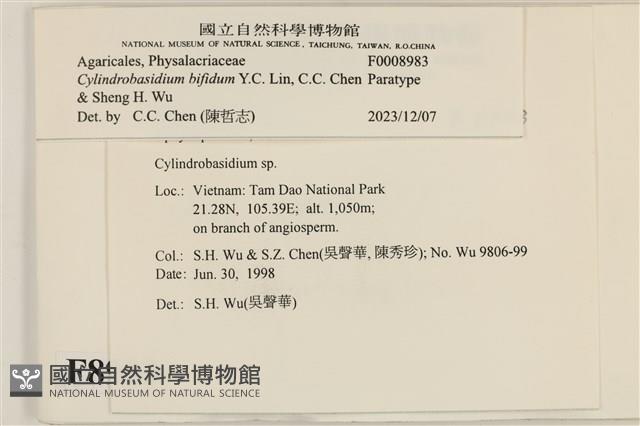 國立自然科學博物館
NATIONAL MUSEUM OF NATURAL SCIENCE, TAICHUNG, TAIWAN, R.O.CHINA
Agaricales, Physalacriaceae F0008983
Cylindrobasidium bifidum Y.C. Lin, C.C. Chen Paratype
& Sheng H. Wu
Det. by C.C. Chen (陳哲志) 2023/12/07
Cylindrobasidium sp.
Loc.: Vietnam: Tam Dao National Park
21.28N, 105.39E; alt. 1,050m;
on branch of angiosperm.
Col.: S.H. Wu & S.Z. Chen(吳聲華, 陳秀珍); No. Wu 9806-99
Date: Jun. 30, 1998
Det.: S.H. Wu(吳聲華)
F8
國立自然科學博物館
NATIONAL MUSEUM OF NATURAL SCIENCE